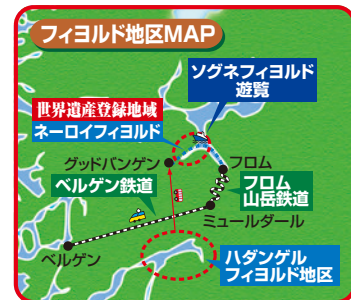 フィヨルド地区MAP
ソグネフィヨルド
遊覧
世界遺産登録地域
ネーロイフィヨルド
グッドバンゲン
フロム
ベルゲン鉄道
フロム
山岳鉄道
ミュールダール
ベルゲン
ハダンゲル
フィヨルド地区